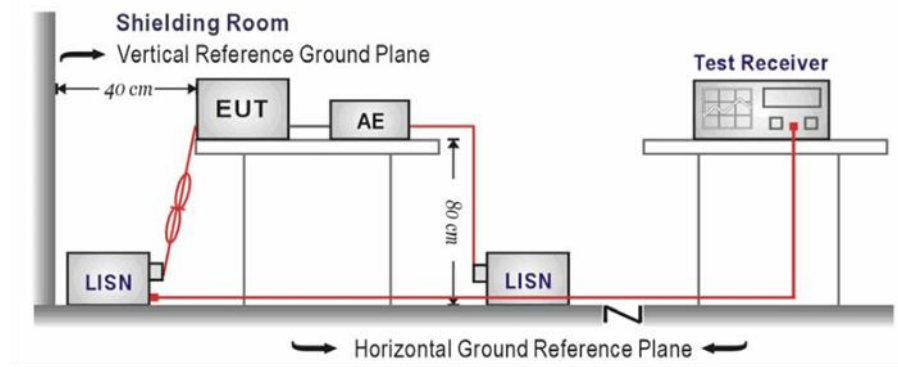 Shielding Room
Vertical Reference Ground Plane
Test Receiver
40 cm
EUT
AE
80 cm
LISN
LISN
Horizontal Ground Reference Plane